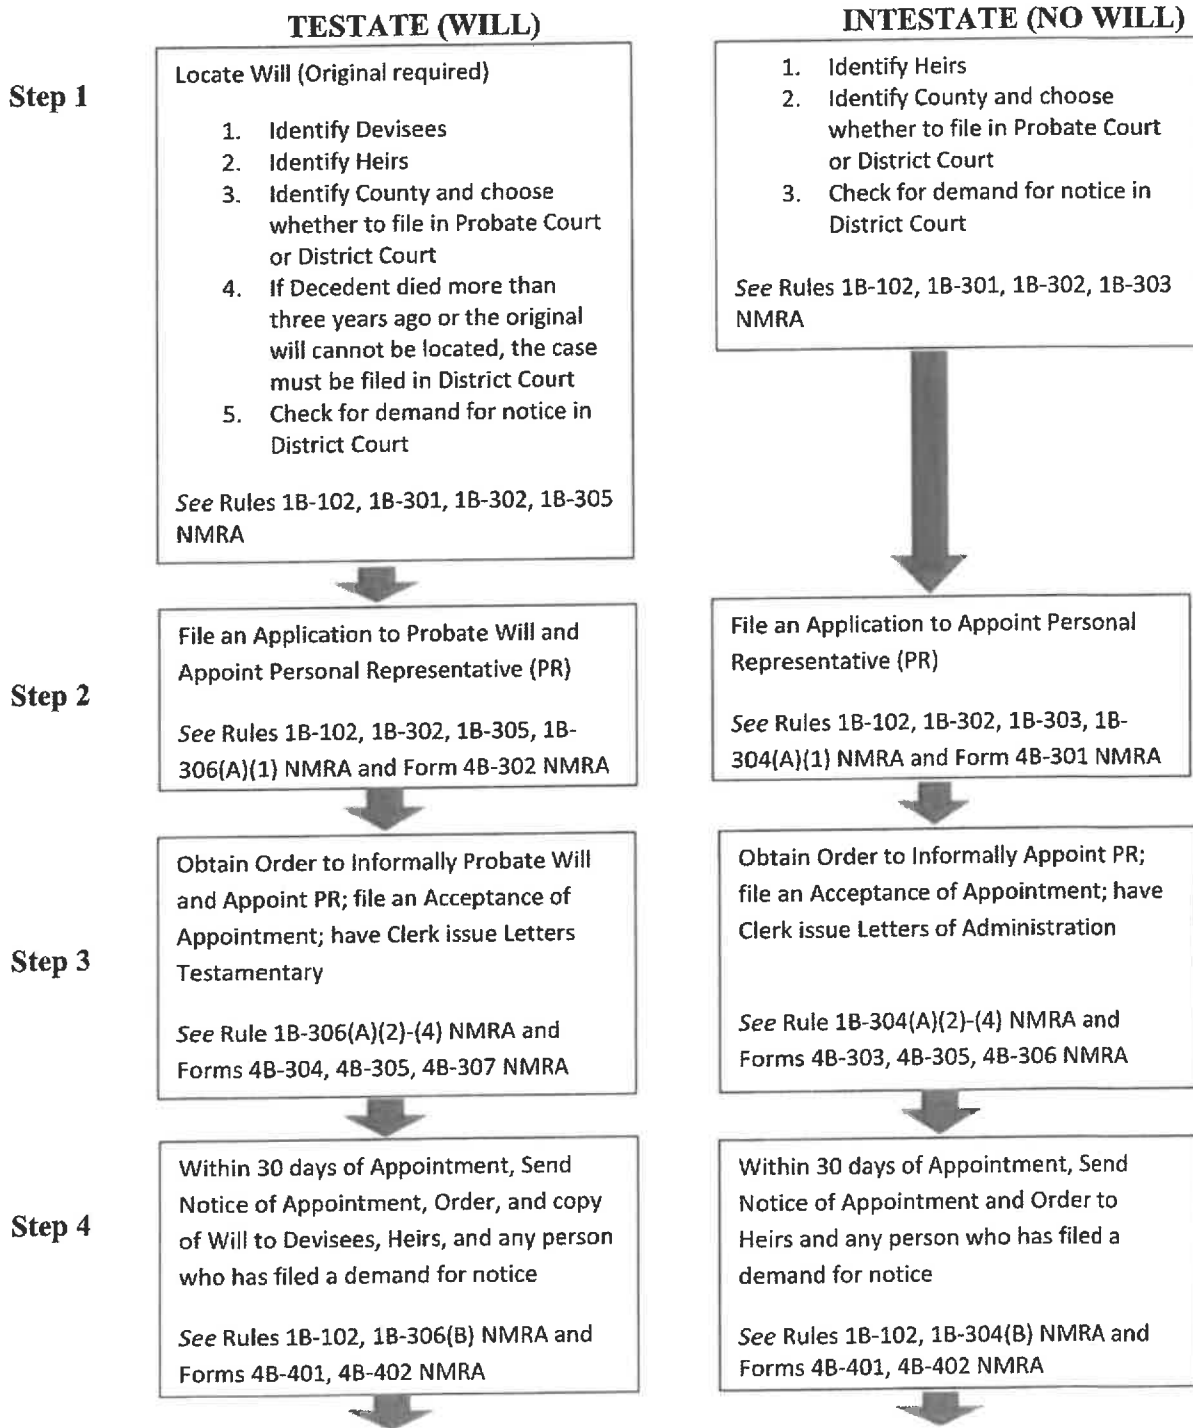 TESTATE (WILL)
INTESTATE (NO WILL)
Step 1
Locate Will (Original required)
1. Identify Devisees
2. Identify Heirs
3. Identify County and choose
whether to file in Probate Court
or District Court
4. If Decedent died more than
three years ago or the original
will cannot be located, the case
must be filed in District Court
5. Check for demand for notice in
District Court
See Rules 1B-102, 1B-301, 1B-302, 1B-305
NMRA
1. Identify Heirs
2. Identify County and choose
whether to file in Probate Court
or District Court
3. Check for demand for notice in
District Court
See Rules 1B-102, 1B-301, 1B-302, 1B-303
NMRA
Step 2
File an Application to Probate Will and
Appoint Personal Representative (PR)
See Rules 1B-102, 1B-302, 1B-305, 1B-
306(A)(1) NMRA and Form 4B-302 NMRA
File an Application to Appoint Personal
Representative (PR)
See Rules 1B-102, 1B-302, 1B-303, 1B-
304(A)(1) NMRA and Form 4B-301 NMRA
Step 3
Obtain Order to Informally Probate Will
and Appoint PR; file an Acceptance of
Appointment; have Clerk issue Letters
Testamentary
See Rule 1B-306(A)(2)-(4) NMRA and
Forms 4B-304, 4B-305, 4B-307 NMRA
Obtain Order to Informally Appoint PR;
file an Acceptance of Appointment; have
Clerk issue Letters of Administration
See Rule 1B-304(A)(2)-(4) NMRA and
Forms 4B-303, 4B-305, 4B-306 NMRA
Step 4
Within 30 days of Appointment, Send
Notice of Appointment, Order, and copy
of Will to Devisees, Heirs, and any person
who has filed a demand for notice
See Rules 1B-102, 1B-306(B) NMRA and
Forms 4B-401, 4B-402 NMRA
Within 30 days of Appointment, Send
Notice of Appointment and Order to
Heirs and any person who has filed a
demand for notice
See Rules 1B-102, 1B-304(B) NMRA and
Forms 4B-401, 4B-402 NMRA